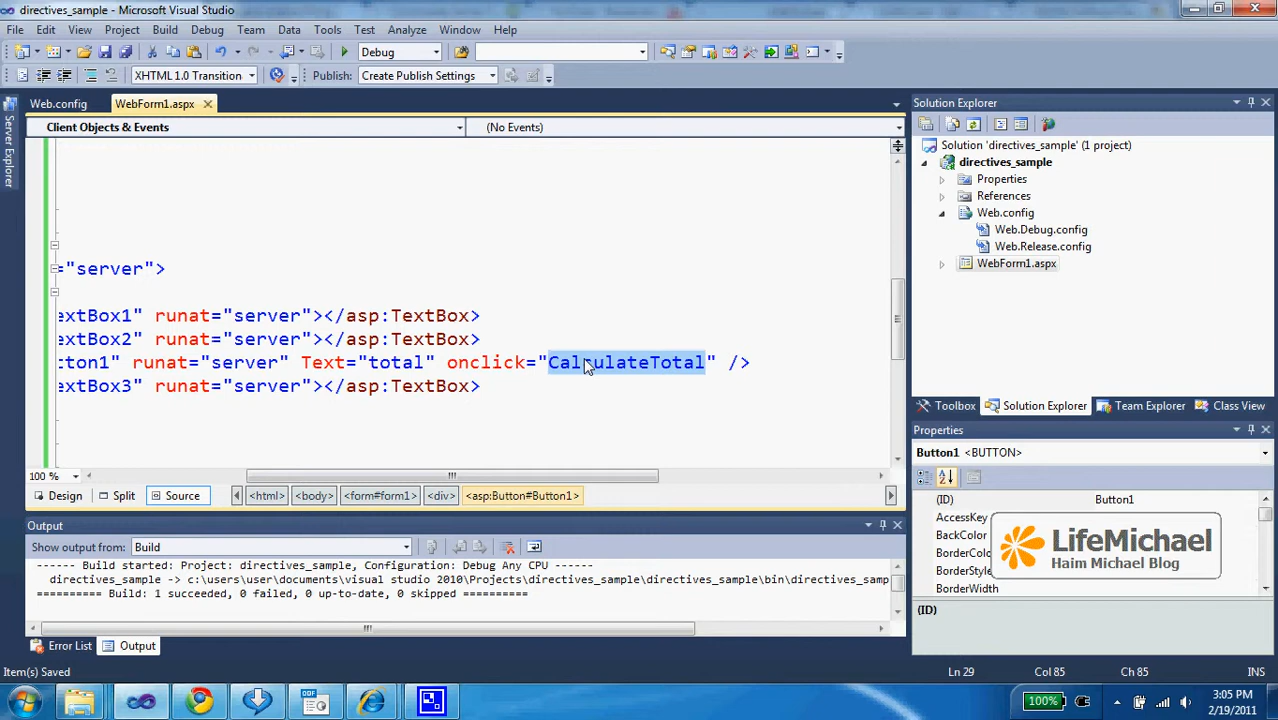 directives_sample - Microsoft Visual Studio
File Edit View Project Build Debug Team Data Tools Test Analyze Window Help
Debug
XHTML 1.0 Transition Publish: Create Publish Settings
Server Explorer
Web.config WebForm1.aspx
Client Objects & Events (No Events)
="server">
extBox1" runat="server"></asp:TextBox>
extBox2" runat="server"></asp:TextBox>
tton1" runat="server" Text="total" onclick="CalculateTotal" />
extBox3" runat="server"></asp:TextBox>
100 %
Design Split Source <html> <body> <form#form1> <div> <asp:Button#Button1>
Output
Show output from: Build
------ Build started: Project: directives_sample, Configuration: Debug Any CPU ------
directives_sample -> c:\users\user\documents\visual studio 2010\Projects\directives_sample\directives_sample\bin\directives_samp
========== Build: 1 succeeded, 0 failed, 0 up-to-date, 0 skipped ==========
Error List Output
Solution Explorer
Solution 'directives_sample' (1 project)
directives_sample
Properties
References
Web.config
Web.Debug.config
Web.Release.config
WebForm1.aspx
Toolbox Solution Explorer Team Explorer Class View
Properties
Button1 <BUTTON>
(ID) Button1
AccessKey
BackColor
BorderColo
BorderStyle
BorderWidth
LifeMichael
Haim Michael Blog
(ID)
Item(s) Saved Ln 29 Col 85 Ch 85 INS
100% 3:05 PM
2/19/2011